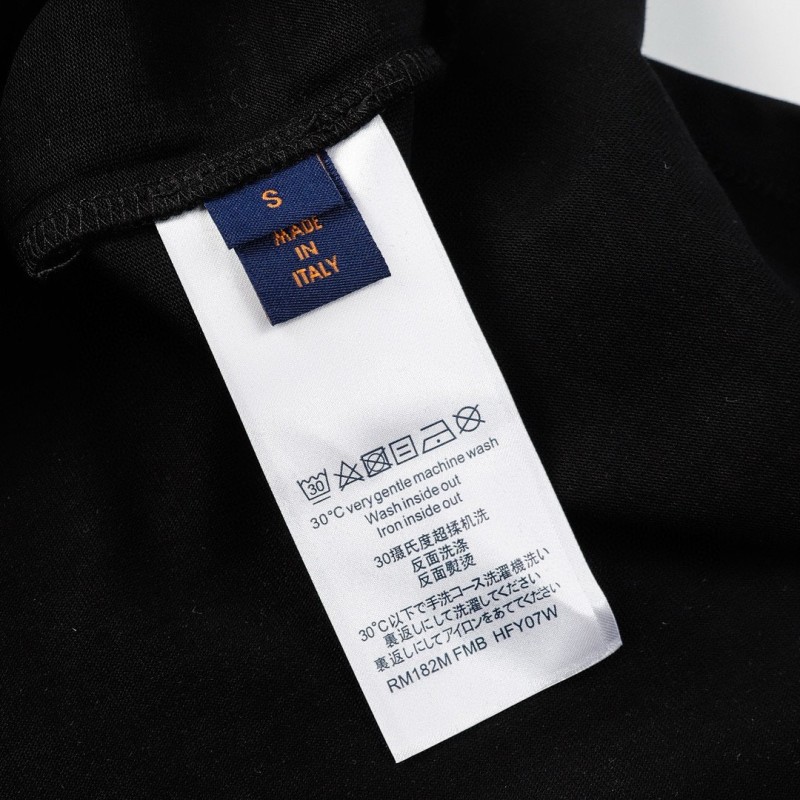 S
MADE
IN
ITALY
30
30°C very gentle machine wash
Wash inside out
Iron inside out
30摄氏度超揉机洗
反面洗涤
反面熨烫
30°C以下で手洗コース洗濯機洗い
裏返しにして洗濯してください
裏返しにしてアイロンをあててください
RM182M FMB HFY07W